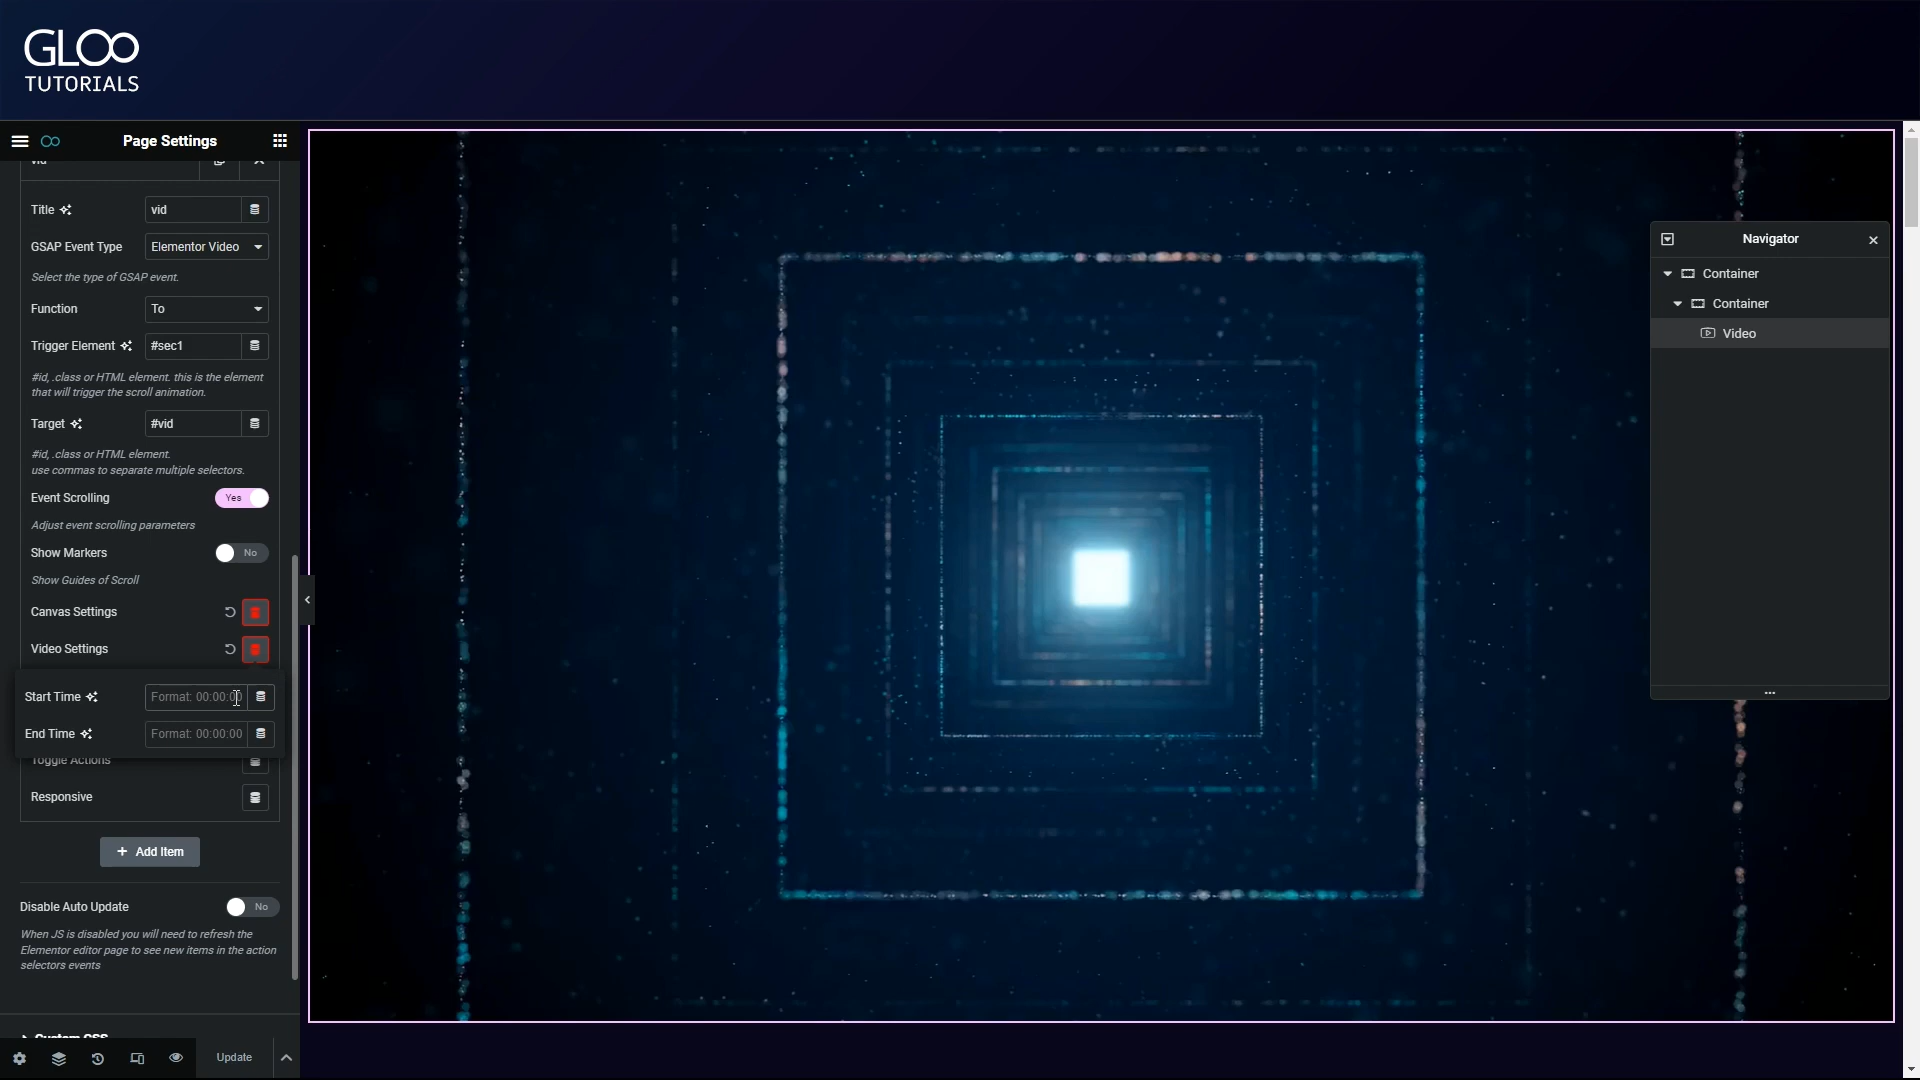 GLOO
TUTORIALS
Page Settings
vid
Title vid
GSAP Event Type Elementor Video
Select the type of GSAP event.
Function To
Trigger Element #sec1
#id, .class or HTML element. this is the element
that will trigger the scroll animation.
Target #vid
#id, .class or HTML element.
use commas to separate multiple selectors.
Event Scrolling Yes
Adjust event scrolling parameters
Show Markers No
Show Guides of Scroll
Canvas Settings
Video Settings
Start Time Format: 00:00:00
End Time Format: 00:00:00
Toggle Actions
Responsive
+ Add Item
Disable Auto Update No
When JS is disabled you will need to refresh the
Elementor editor page to see new items in the action
selectors events
Custom CSS
Update
Navigator
Container
Container
Video